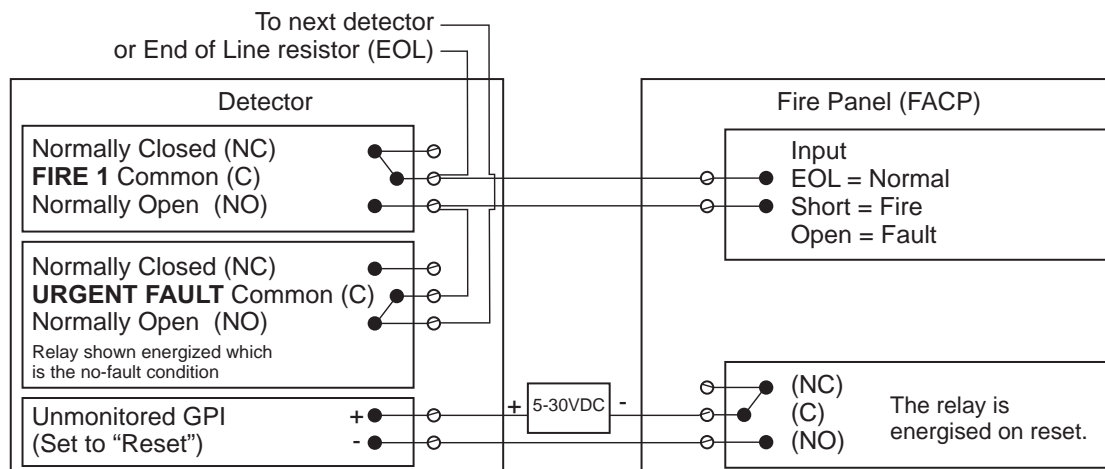 To next detector
or End of Line resistor (EOL)
Detector
Normally Closed (NC)
FIRE 1 Common (C)
Normally Open (NO)
Normally Closed (NC)
URGENT FAULT Common (C)
Normally Open (NO)
Relay shown energized which
is the no-fault condition
Unmonitored GPI
(Set to “Reset”)
+
-
+ 5-30VDC -
Fire Panel (FACP)
Input
EOL = Normal
Short = Fire
Open = Fault
(NC)
(C)
(NO)
The relay is
energised on reset.